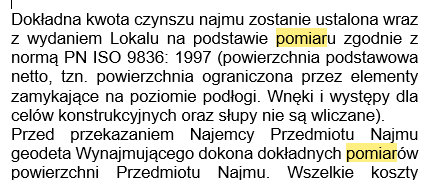 Dokładna kwota czynszu najmu zostanie ustalona wraz
z wydaniem Lokalu na podstawie pomiaru zgodnie z
normą PN ISO 9836: 1997 (powierzchnia podstawowa
netto, tzn. powierzchnia ograniczona przez elementy
zamykające na poziomie podłogi. Wnęki i występy dla
celów konstrukcyjnych oraz słupy nie są wliczane).
Przed przekazaniem Najemcy Przedmiotu Najmu
geodeta Wynajmującego dokona dokładnych pomiarów
powierzchni Przedmiotu Najmu. Wszelkie koszty